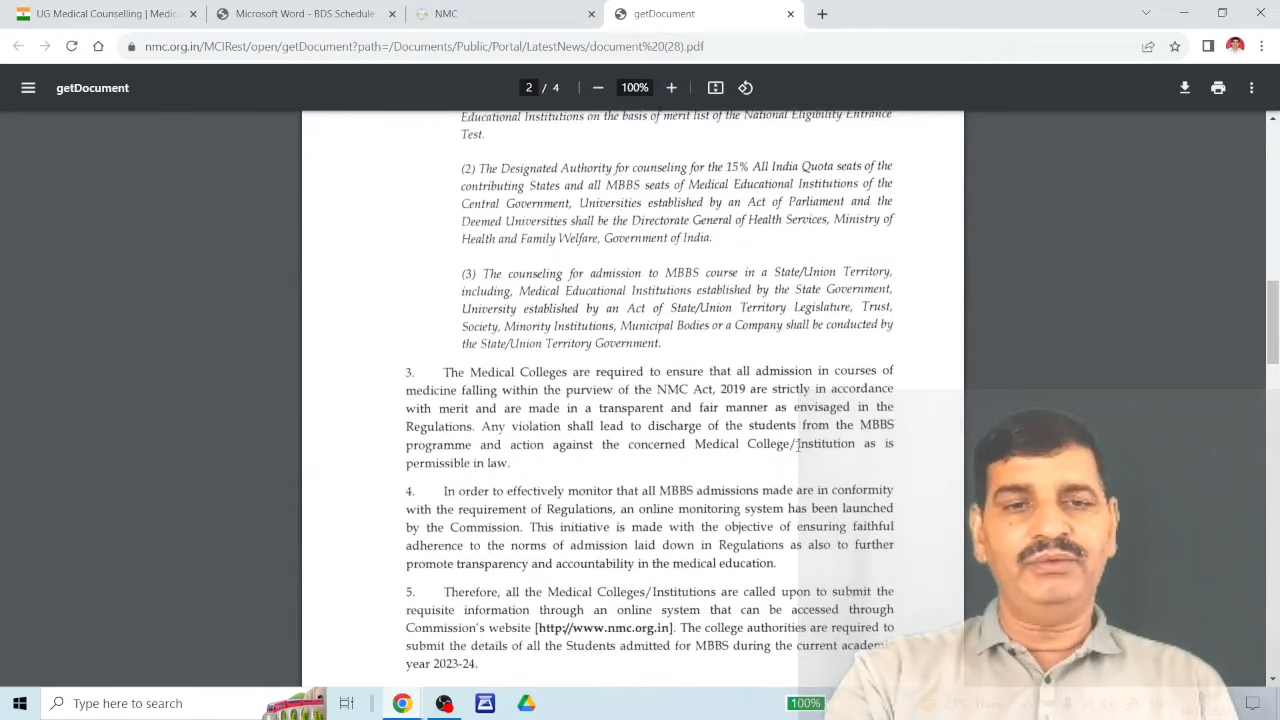 UG Medical Counselling | Medic
Microsoft Word - BDS Schedule
NMC
getDocument
nmc.org.in/MCIRest/open/getDocument?path=/Documents/Public/Portal/LatestNews/document%20(28).pdf
getDocument
2 / 4
100%
Educational Institutions on the basis of merit list of the National Eligibility Entrance
Test.
(2) The Designated Authority for counseling for the 15% All India Quota seats of the
contributing States and all MBBS seats of Medical Educational Institutions of the
Central Government, Universities established by an Act of Parliament and the
Deemed Universities shall be the Directorate General of Health Services, Ministry of
Health and Family Welfare, Government of India.
(3) The counseling for admission to MBBS course in a State/Union Territory,
including, Medical Educational Institutions established by the State Government,
University established by an Act of State/Union Territory Legislature, Trust,
Society, Minority Institutions, Municipal Bodies or a Company shall be conducted by
the State/Union Territory Government.
3. The Medical Colleges are required to ensure that all admission in courses of
medicine falling within the purview of the NMC Act, 2019 are strictly in accordance
with merit and are made in a transparent and fair manner as envisaged in the
Regulations. Any violation shall lead to discharge of the students from the MBBS
programme and action against the concerned Medical College/Institution as is
permissible in law.
4. In order to effectively monitor that all MBBS admissions made are in conformity
with the requirement of Regulations, an online monitoring system has been launched
by the Commission. This initiative is made with the objective of ensuring faithful
adherence to the norms of admission laid down in Regulations as also to further
promote transparency and accountability in the medical education.
5. Therefore, all the Medical Colleges/Institutions are called upon to submit the
requisite information through an online system that can be accessed through
Commission's website [http://www.nmc.org.in]. The college authorities are required to
submit the details of all the Students admitted for MBBS during the current academic
year 2023-24.
Type here to search
100%